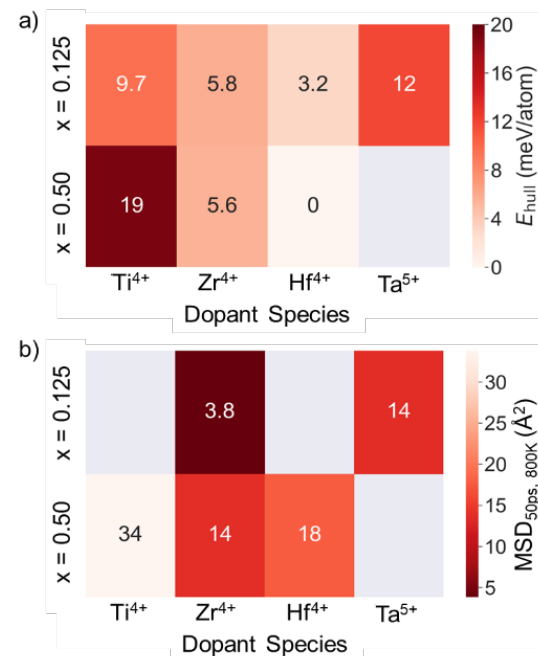 a)
x = 0.125
9.7 5.8 3.2 12
x = 0.50
19 5.6 0
Ti⁴⁺ Zr⁴⁺ Hf⁴⁺ Ta⁵⁺
Dopant Species
20
16
12
8
4
0
E_hull (meV/atom)
b)
x = 0.125
3.8 14
x = 0.50
34 14 18
Ti⁴⁺ Zr⁴⁺ Hf⁴⁺ Ta⁵⁺
Dopant Species
30
25
20
15
10
5
MSD_50ps, 800K (Å²)